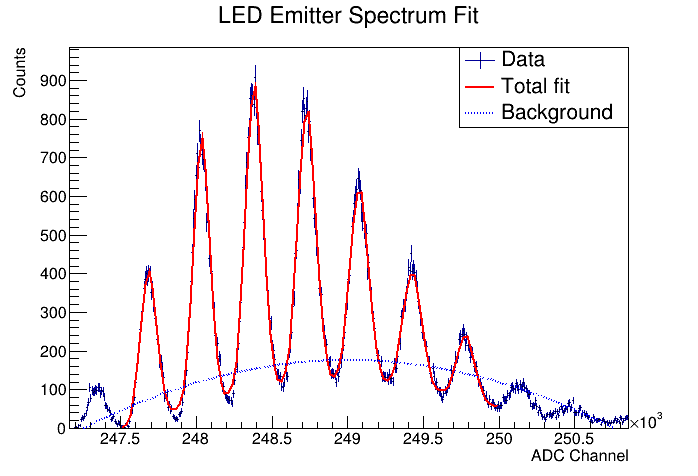 LED Emitter Spectrum Fit
Counts
Data
Total fit
Background
900
800
700
600
500
400
300
200
100
0
247.5 248 248.5 249 249.5 250 250.5 ×10³
ADC Channel